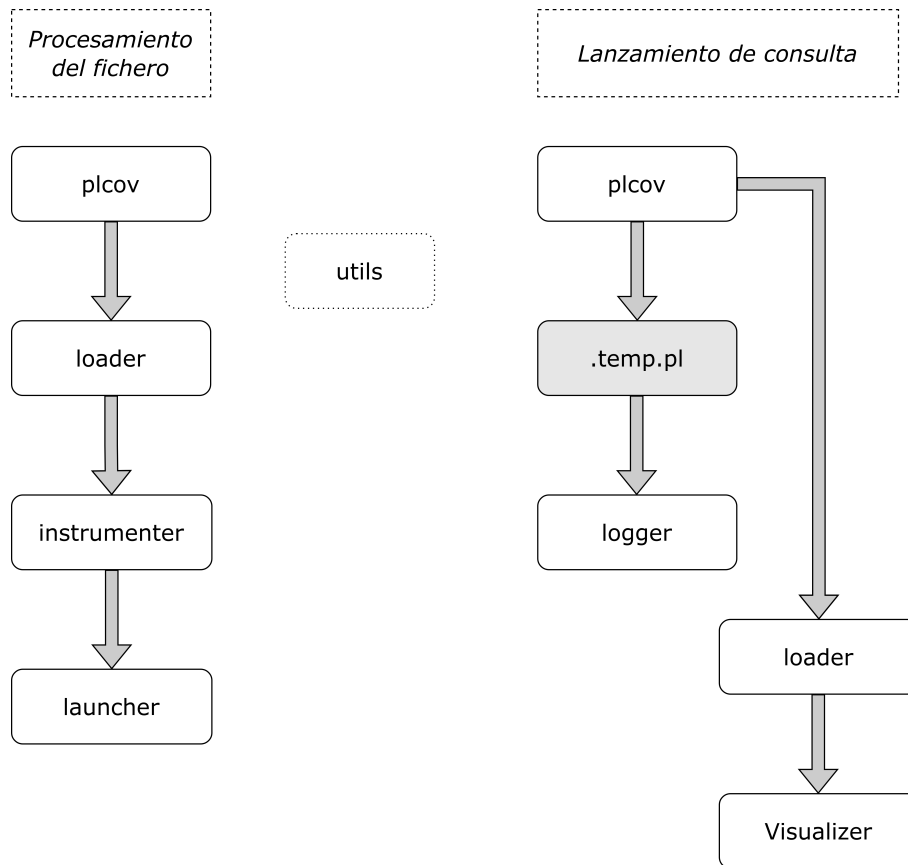 Procesamiento
del fichero
Lanzamiento de consulta
plcov
plcov
utils
loader
.temp.pl
instrumenter
logger
loader
launcher
Visualizer